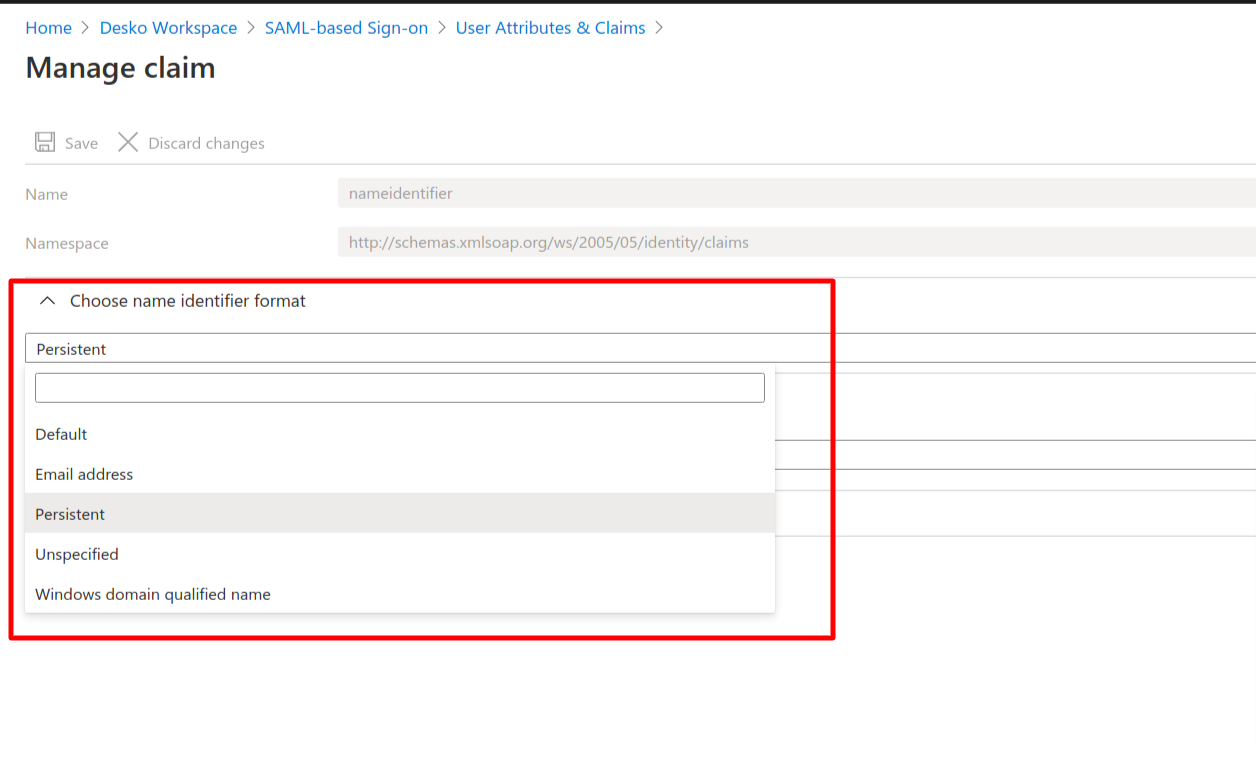 Home > Desko Workspace > SAML-based Sign-on > User Attributes & Claims >
Manage claim
Save Discard changes
Name nameidentifier
Namespace http://schemas.xmlsoap.org/ws/2005/05/identity/claims
Choose name identifier format
Persistent
Default
Email address
Persistent
Unspecified
Windows domain qualified name